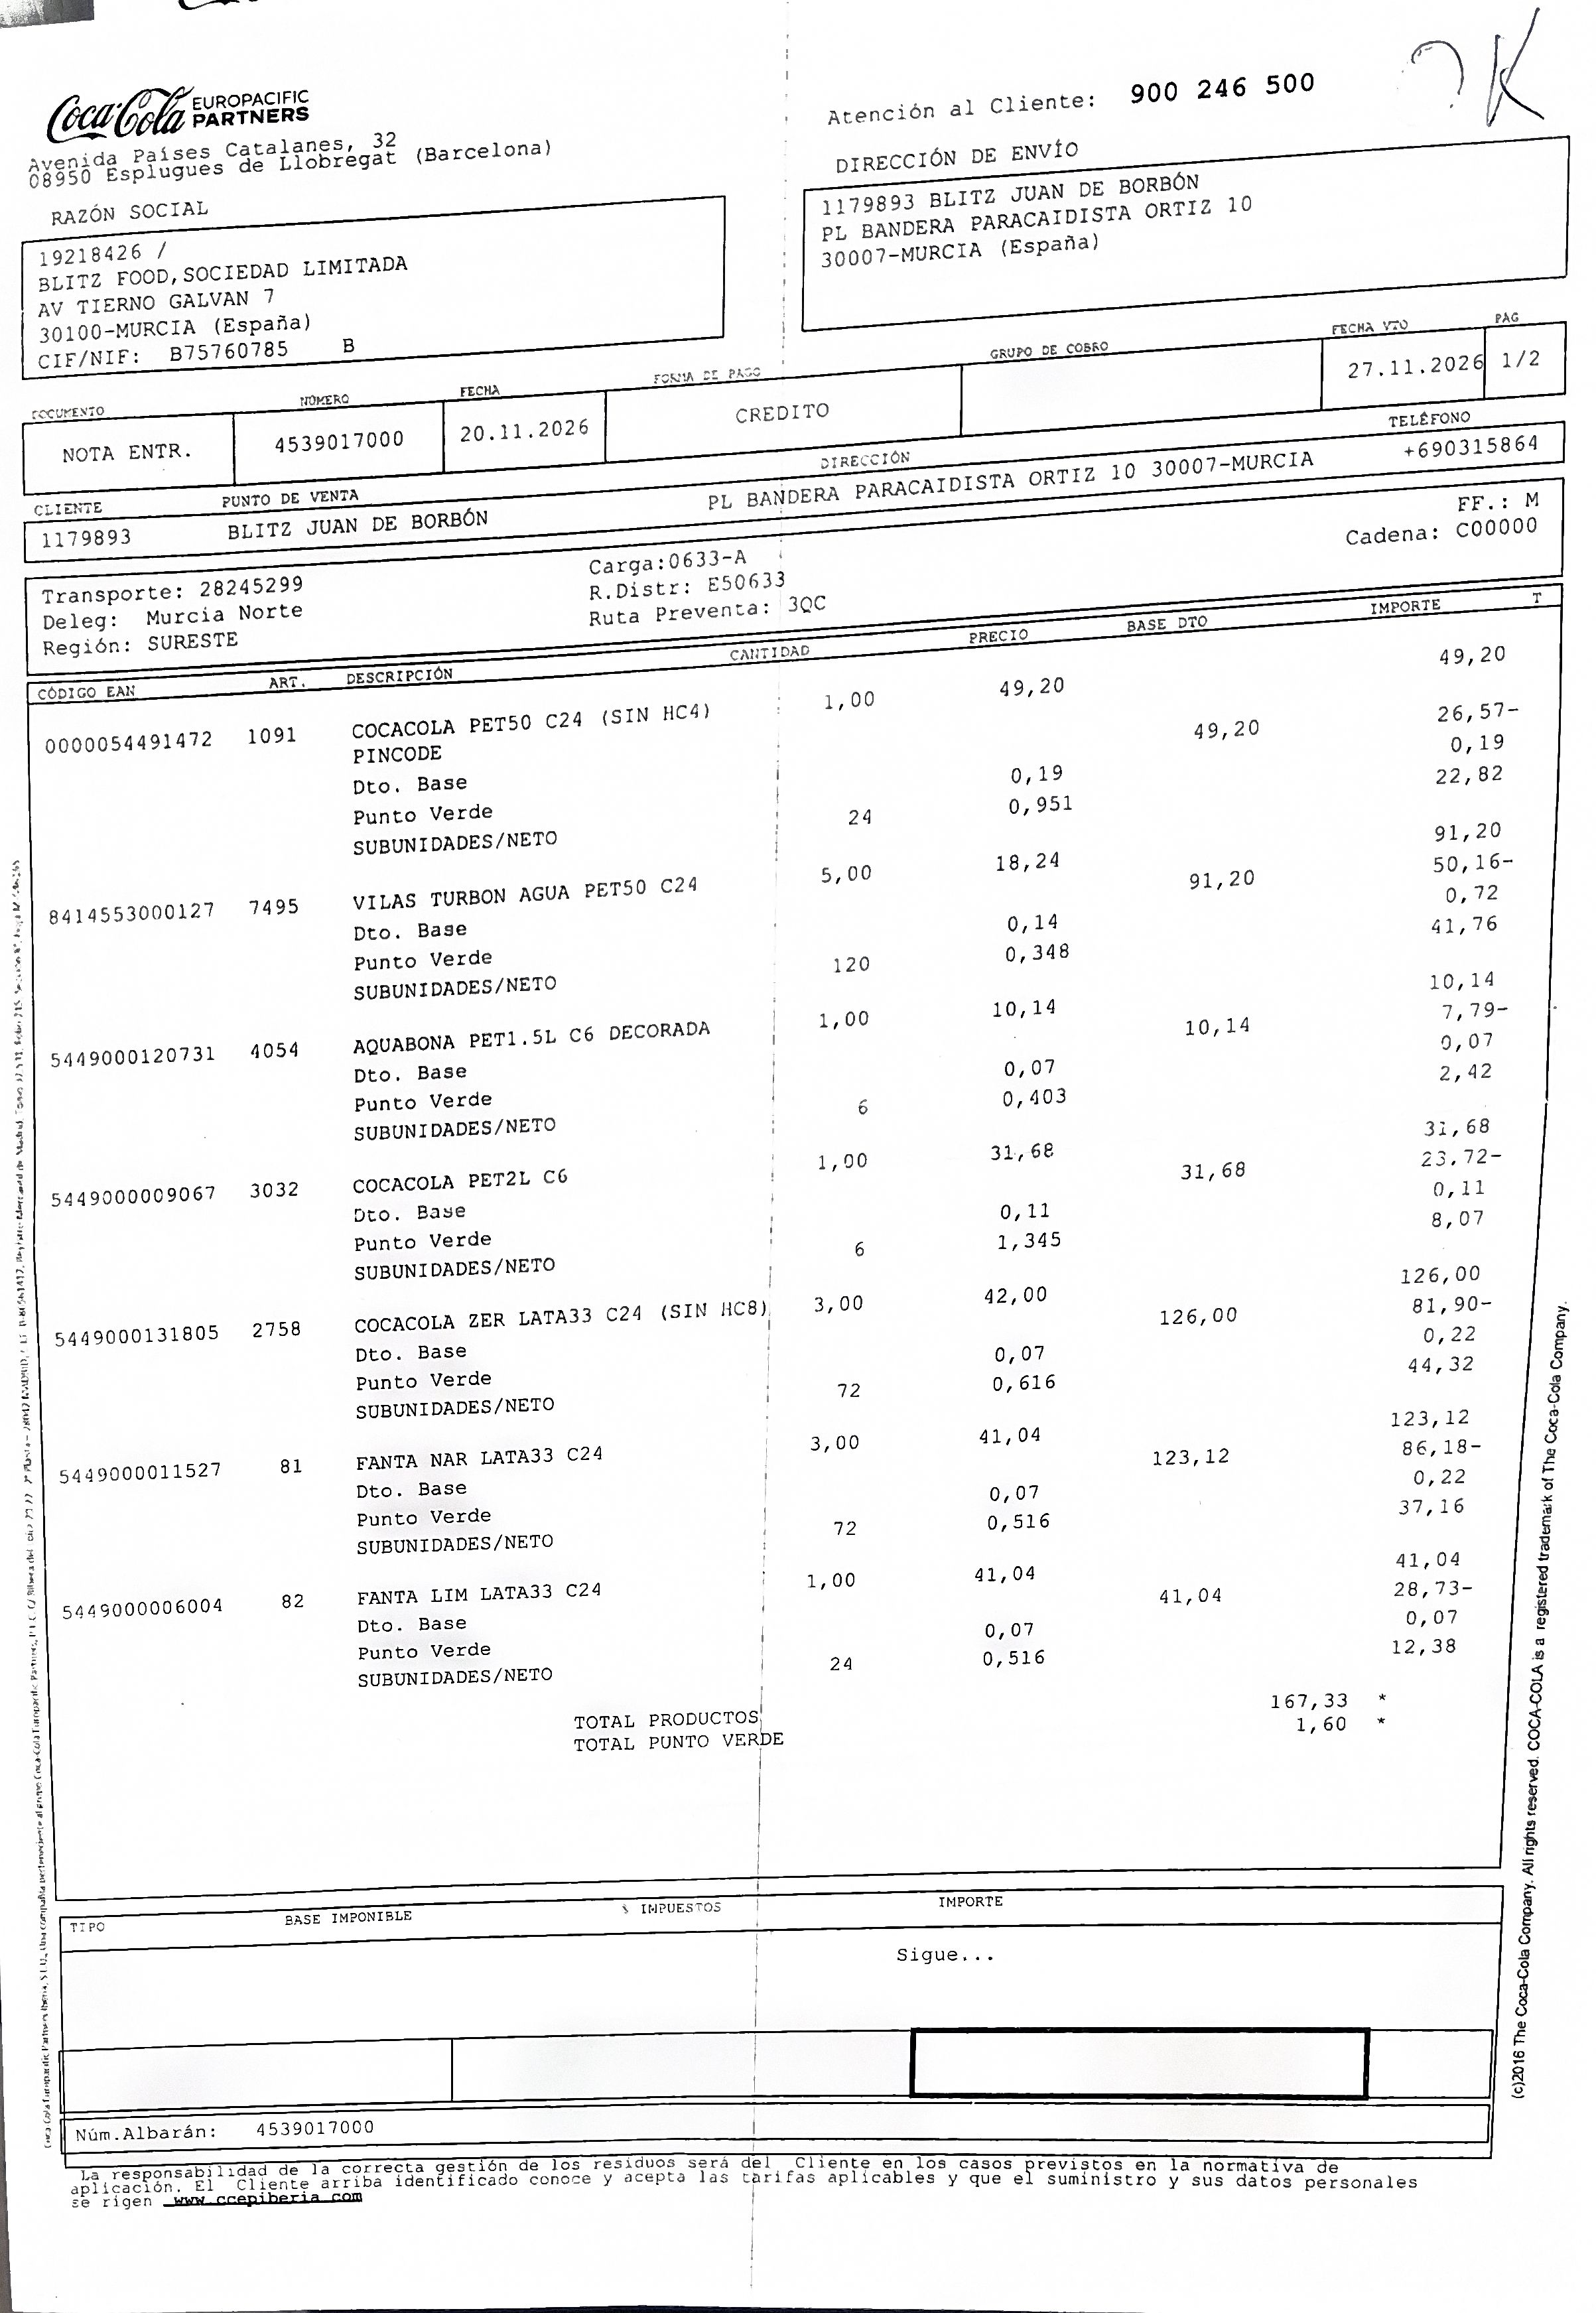 Coca-Cola EUROPACIFIC PARTNERS
Avenida Países Catalanes, 32
08950 Esplugues de Llobregat (Barcelona)
Atención al Cliente: 900 246 500
OK
RAZÓN SOCIAL
19218426 /
BLITZ FOOD,SOCIEDAD LIMITADA
AV TIERNO GALVAN 7
30100-MURCIA (España)
CIF/NIF: B75760785 B
DIRECCIÓN DE ENVÍO
1179893 BLITZ JUAN DE BORBÓN
PL BANDERA PARACAIDISTA ORTIZ 10
30007-MURCIA (España)
DOCUMENTO NÚMERO FECHA FORMA DE PAGO GRUPO DE COBRO FECHA VTO PÁG
NOTA ENTR. 4539017000 20.11.2026 CREDITO 27.11.2026 1/2
CLIENTE PUNTO DE VENTA DIRECCIÓN TELÉFONO
1179893 BLITZ JUAN DE BORBÓN PL BANDERA PARACAIDISTA ORTIZ 10 30007-MURCIA +690315864
Transporte: 28245299 Carga:0633-A FF.: M
Deleg: Murcia Norte R.Distr: E50633 Cadena: C00000
Región: SURESTE Ruta Preventa: 3QC
CÓDIGO EAN ART. DESCRIPCIÓN CANTIDAD PRECIO BASE DTO IMPORTE T
0000054491472 1091 COCACOLA PET50 C24 (SIN HC4) 1,00 49,20 49,20
PINCODE
Dto. Base 49,20 26,57-
Punto Verde 0,19 0,19
SUBUNIDADES/NETO 24 0,951 22,82
8414553000127 7495 VILAS TURBON AGUA PET50 C24 5,00 18,24 91,20
Dto. Base 91,20 50,16-
Punto Verde 0,14 0,72
SUBUNIDADES/NETO 120 0,348 41,76
5449000120731 4054 AQUABONA PET1.5L C6 DECORADA 1,00 10,14 10,14
Dto. Base 10,14 7,79-
Punto Verde 0,07 0,07
SUBUNIDADES/NETO 6 0,403 2,42
5449000009067 3032 COCACOLA PET2L C6 1,00 31,68 31,68
Dto. Base 31,68 23,72-
Punto Verde 0,11 0,11
SUBUNIDADES/NETO 6 1,345 8,07
5449000131805 2758 COCACOLA ZER LATA33 C24 (SIN HC8) 3,00 42,00 126,00
Dto. Base 126,00 81,90-
Punto Verde 0,07 0,22
SUBUNIDADES/NETO 72 0,616 44,32
5449000011527 81 FANTA NAR LATA33 C24 3,00 41,04 123,12
Dto. Base 123,12 86,18-
Punto Verde 0,07 0,22
SUBUNIDADES/NETO 72 0,516 37,16
5449000006004 82 FANTA LIM LATA33 C24 1,00 41,04 41,04
Dto. Base 41,04 28,73-
Punto Verde 0,07 0,07
SUBUNIDADES/NETO 24 0,516 12,38
TOTAL PRODUCTOS 167,33 *
TOTAL PUNTO VERDE 1,60 *
TIPO BASE IMPONIBLE % IMPUESTOS IMPORTE
Sigue...
Núm.Albarán: 4539017000
La responsabilidad de la correcta gestión de los residuos será del Cliente en los casos previstos en la normativa de
aplicación. El Cliente arriba identificado conoce y acepta las tarifas aplicables y que el suministro y sus datos personales
se rigen www.ccepiberia.com
(c)2016 The Coca-Cola Company. All rights reserved. COCA-COLA is a registered trademark of The Coca-Cola Company.